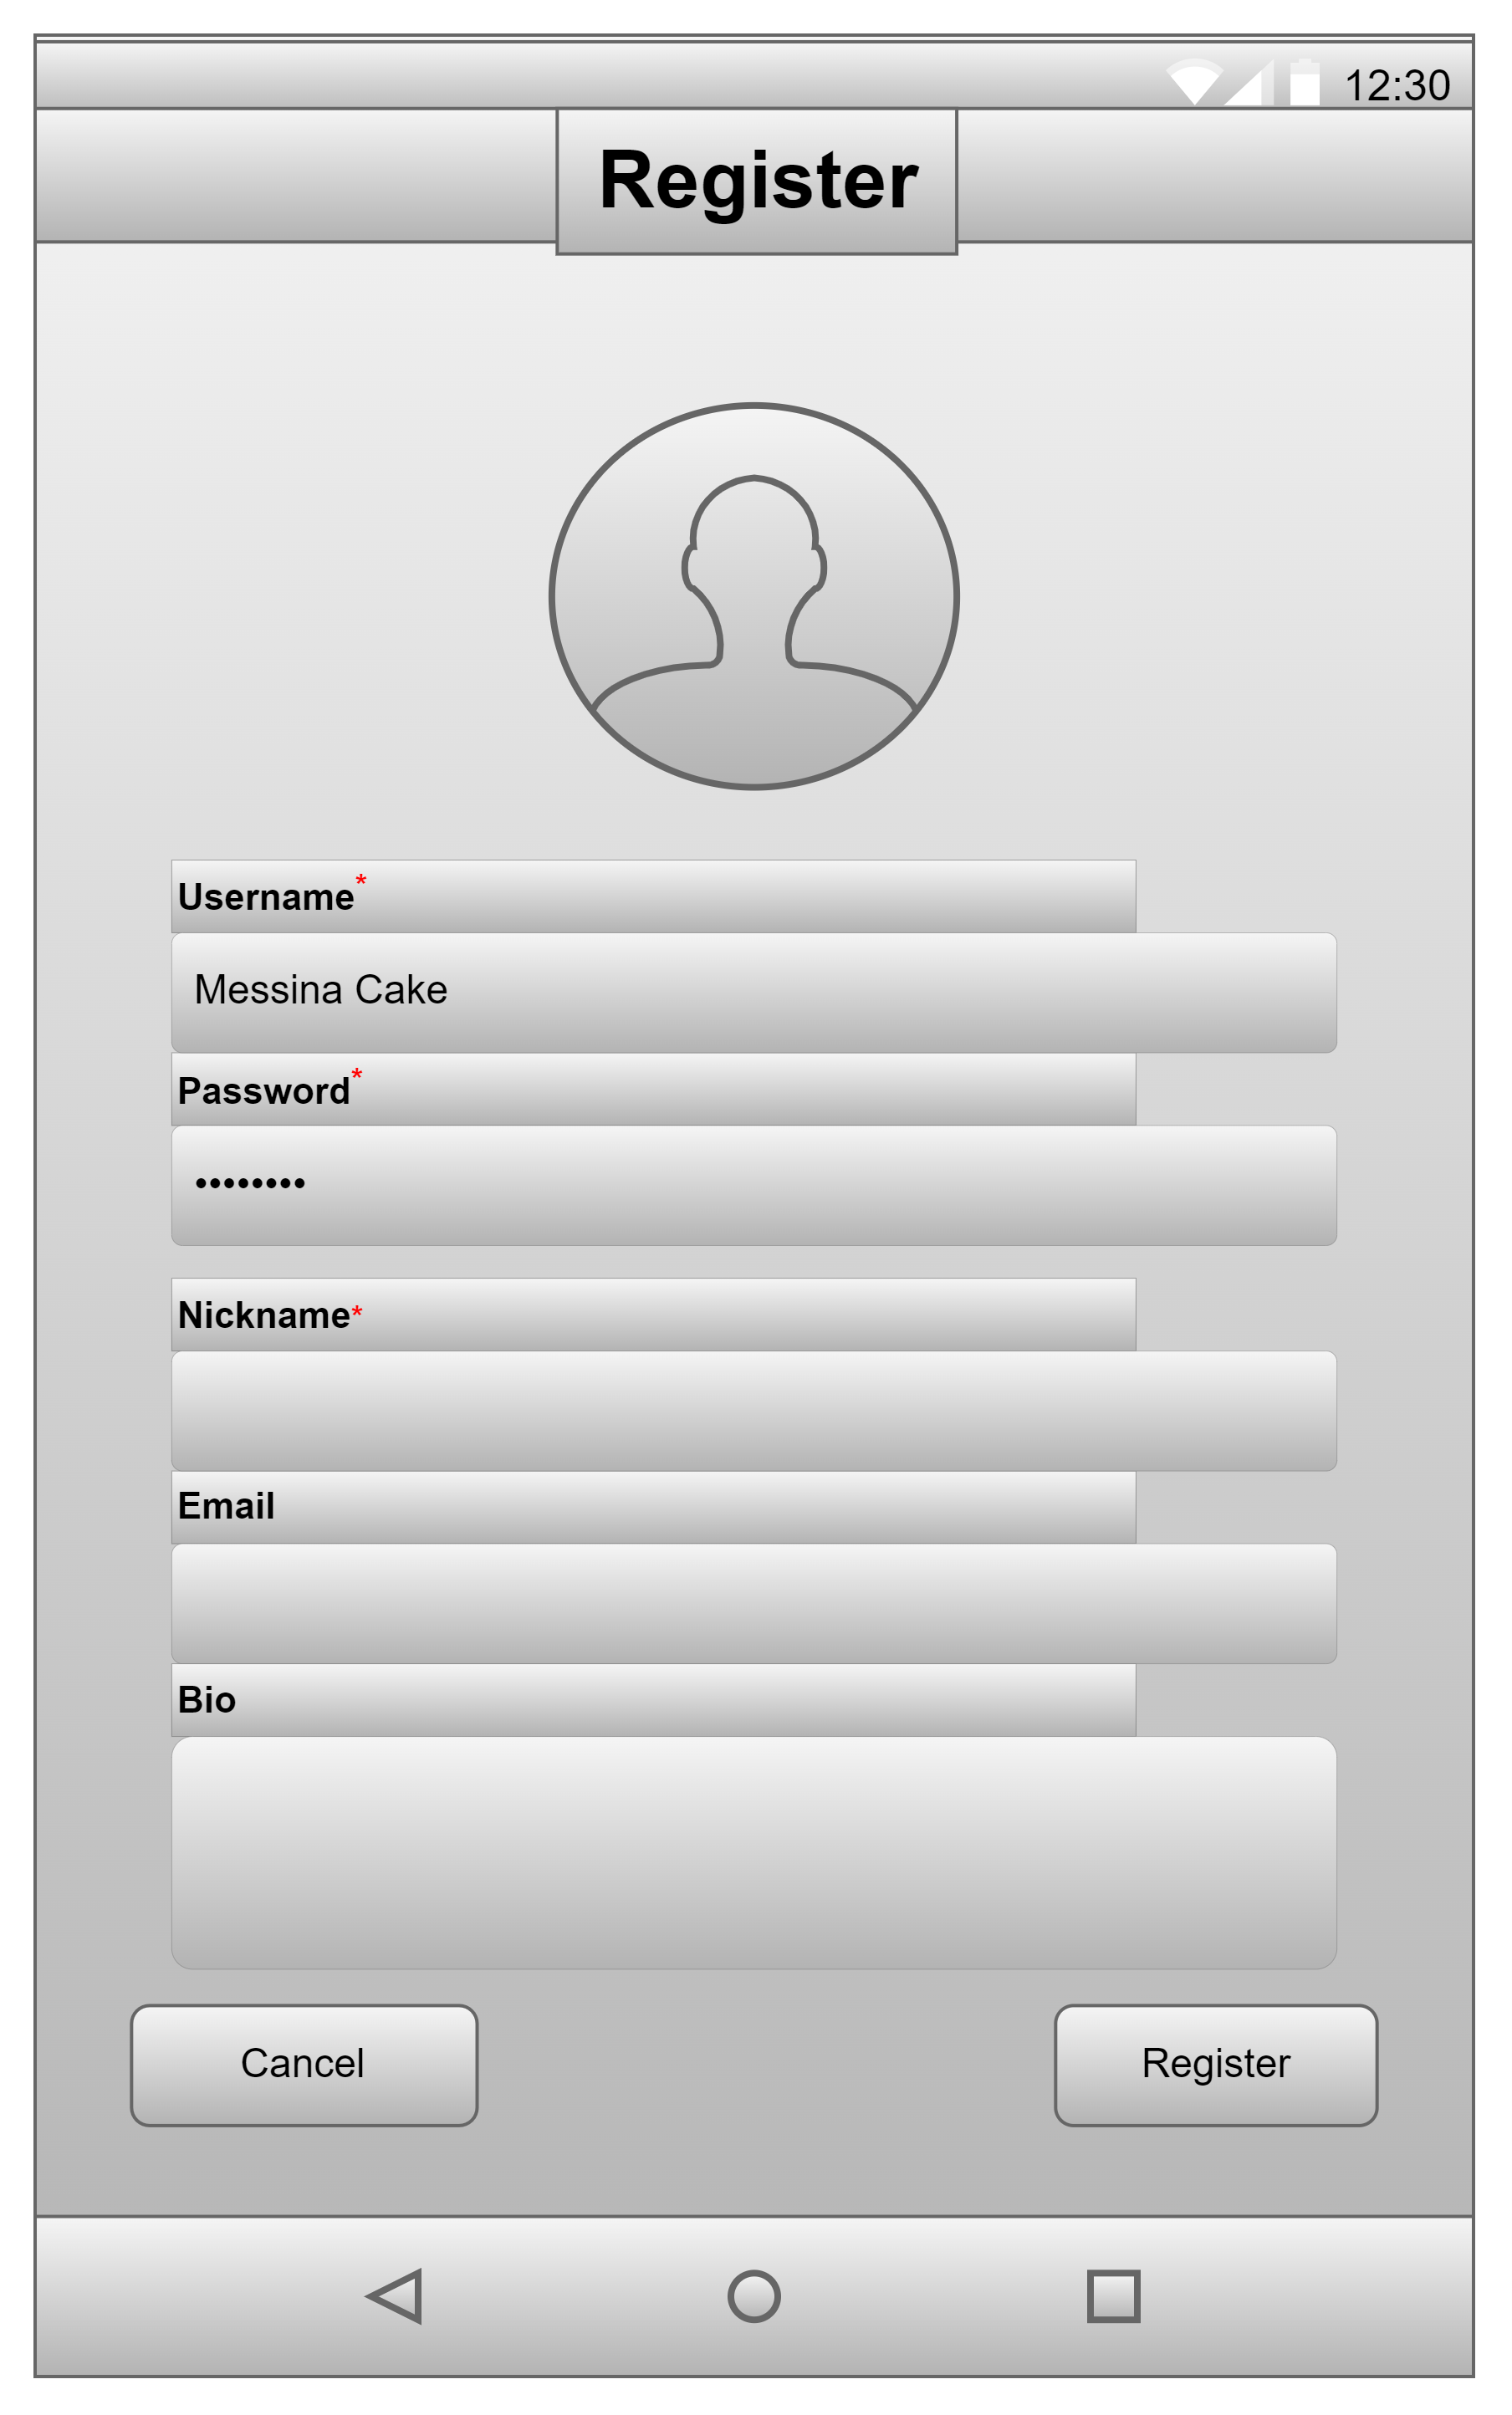 12:30
Register
Username*
Messina Cake
Password*
••••••••
Nickname*
Email
Bio
Cancel
Register